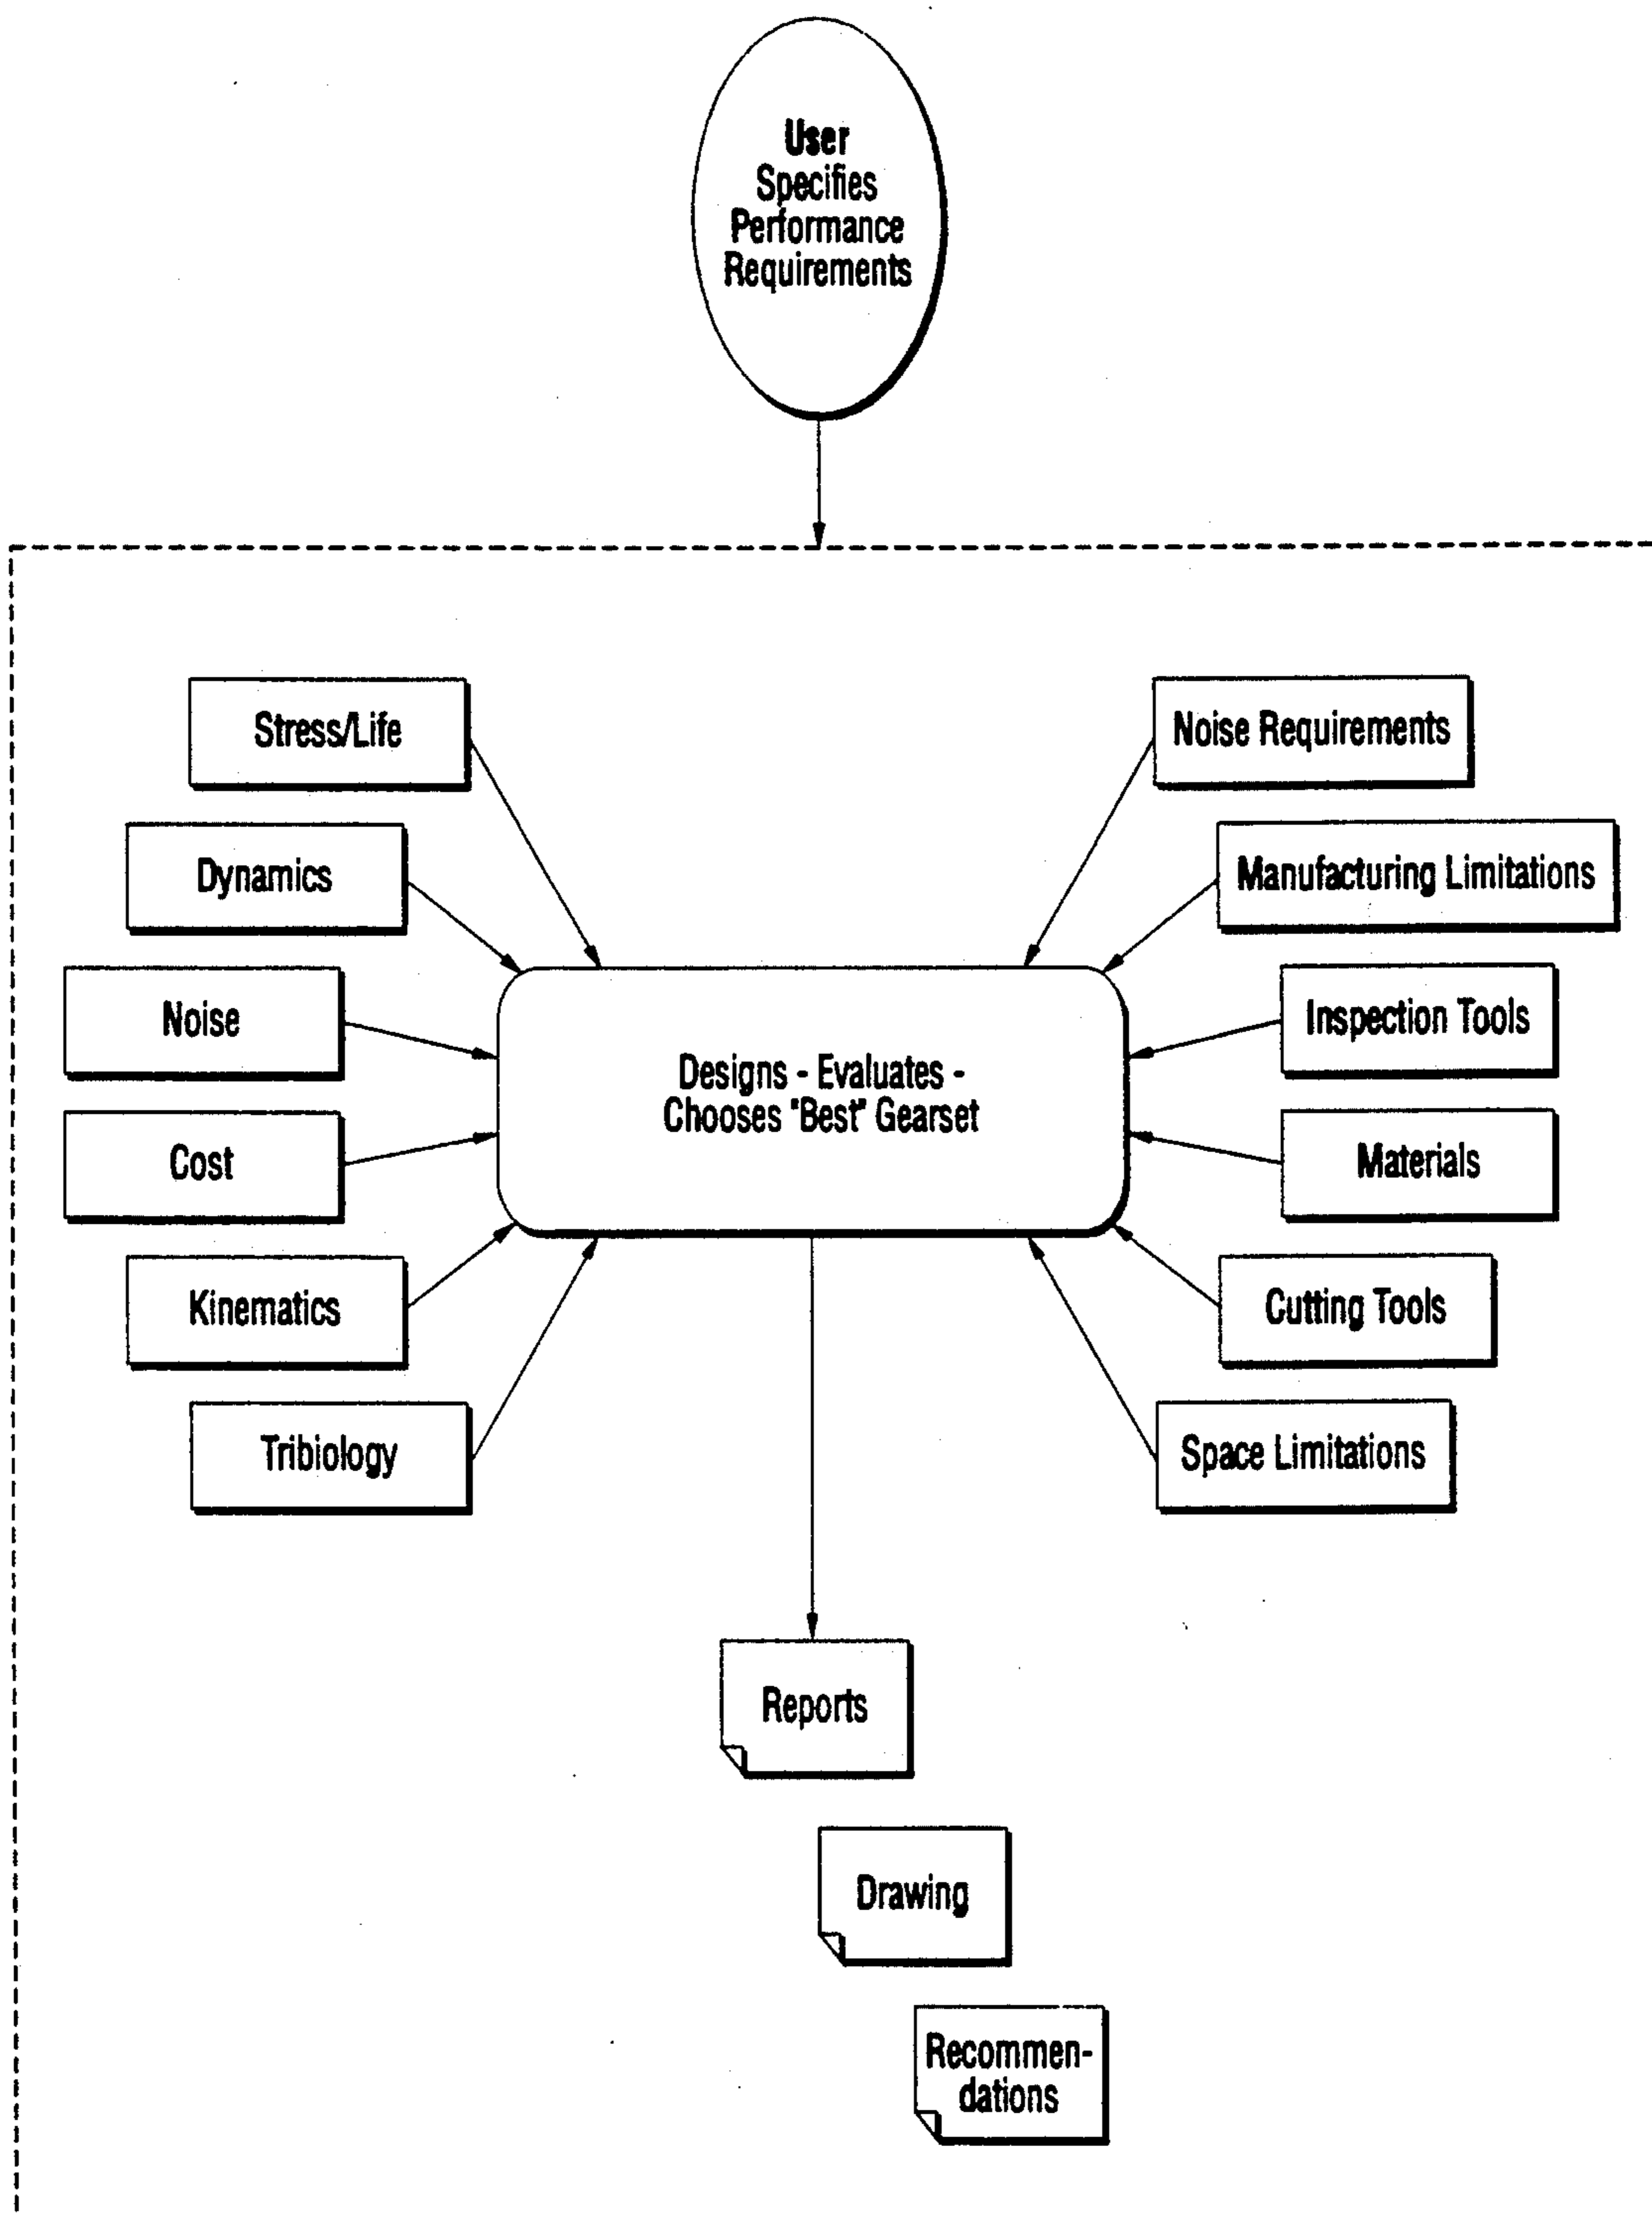 User
Specifies
Performance
Requirements
Stress/Life
Dynamics
Noise
Cost
Kinematics
Tribiology
Noise Requirements
Manufacturing Limitations
Inspection Tools
Materials
Cutting Tools
Space Limitations
Designs - Evaluates -
Chooses "Best" Gearset
Reports
Drawing
Recommen-
dations